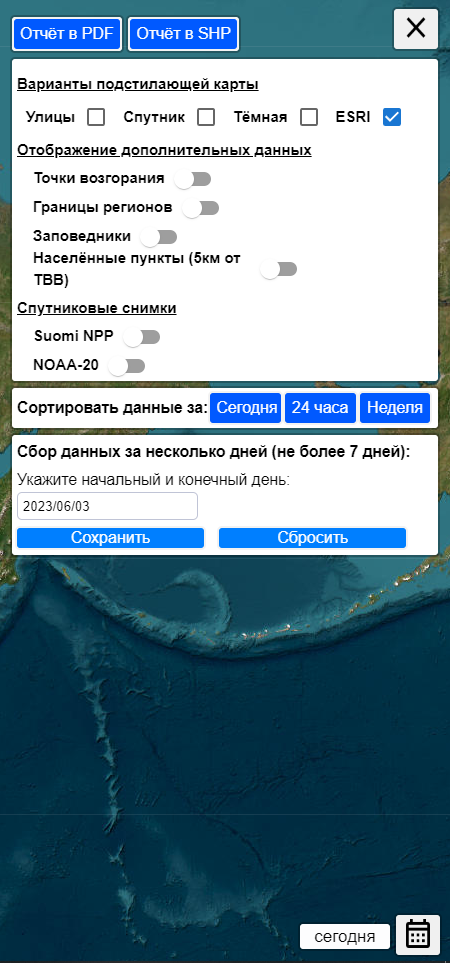 Отчёт в PDF Отчёт в SHP
Варианты подстилающей карты
Улицы Спутник Тёмная ESRI
Отображение дополнительных данных
Точки возгорания
Границы регионов
Заповедники
Населённые пункты (5км от
ТВВ)
Спутниковые снимки
Suomi NPP
NOAA-20
Сортировать данные за: Сегодня 24 часа Неделя
Сбор данных за несколько дней (не более 7 дней):
Укажите начальный и конечный день:
2023/06/03
Сохранить Сбросить
сегодня